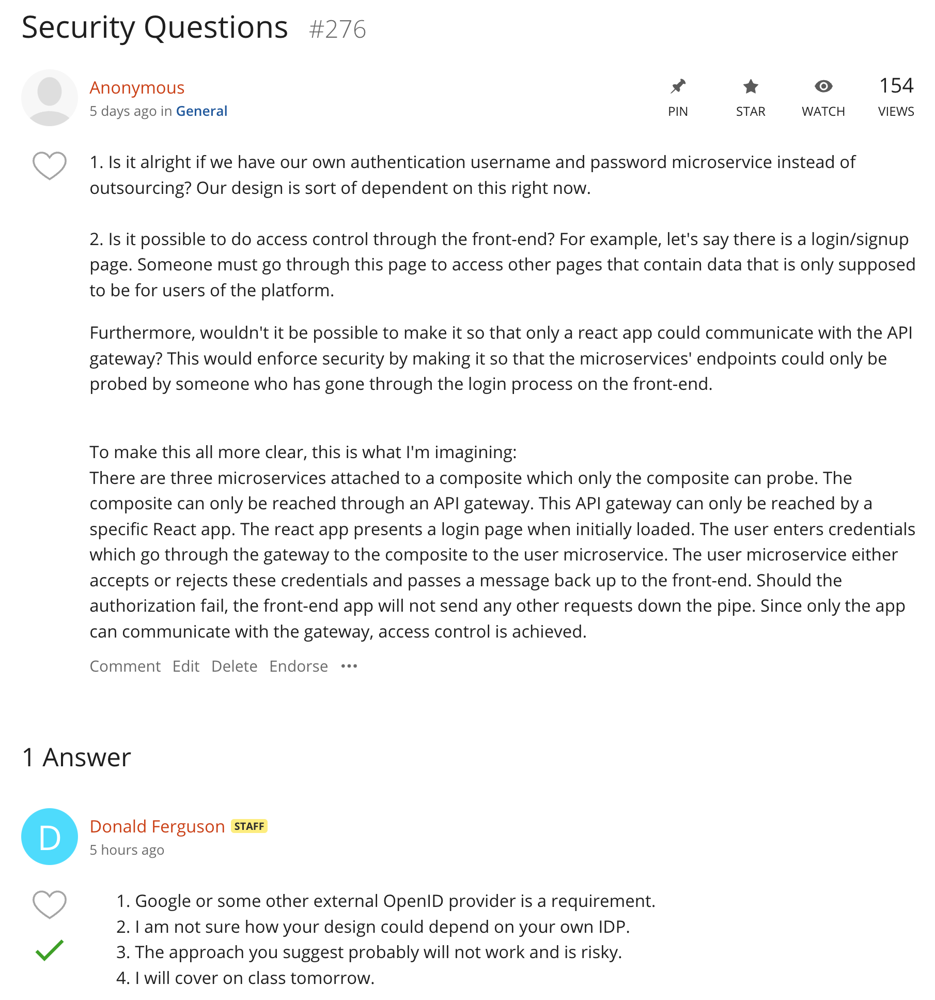 Security Questions #276
Anonymous
5 days ago in General
PIN
STAR
WATCH
154
VIEWS
1. Is it alright if we have our own authentication username and password microservice instead of
outsourcing? Our design is sort of dependent on this right now.
2. Is it possible to do access control through the front-end? For example, let's say there is a login/signup
page. Someone must go through this page to access other pages that contain data that is only supposed
to be for users of the platform.
Furthermore, wouldn't it be possible to make it so that only a react app could communicate with the API
gateway? This would enforce security by making it so that the microservices' endpoints could only be
probed by someone who has gone through the login process on the front-end.
To make this all more clear, this is what I'm imagining:
There are three microservices attached to a composite which only the composite can probe. The
composite can only be reached through an API gateway. This API gateway can only be reached by a
specific React app. The react app presents a login page when initially loaded. The user enters credentials
which go through the gateway to the composite to the user microservice. The user microservice either
accepts or rejects these credentials and passes a message back up to the front-end. Should the
authorization fail, the front-end app will not send any other requests down the pipe. Since only the app
can communicate with the gateway, access control is achieved.
Comment Edit Delete Endorse •••
1 Answer
D
Donald Ferguson STAFF
5 hours ago
1. Google or some other external OpenID provider is a requirement.
2. I am not sure how your design could depend on your own IDP.
3. The approach you suggest probably will not work and is risky.
4. I will cover on class tomorrow.